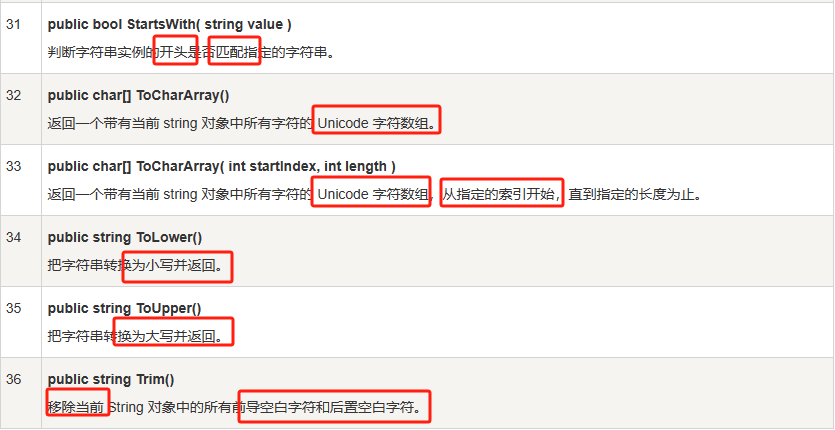 31 public bool StartsWith( string value )
判断字符串实例的开头是否匹配指定的字符串。
32 public char[] ToCharArray()
返回一个带有当前 string 对象中所有字符的 Unicode 字符数组。
33 public char[] ToCharArray( int startIndex, int length )
返回一个带有当前 string 对象中所有字符的 Unicode 字符数组，从指定的索引开始，直到指定的长度为止。
34 public string ToLower()
把字符串转换为小写并返回。
35 public string ToUpper()
把字符串转换为大写并返回。
36 public string Trim()
移除当前 String 对象中的所有前导空白字符和后置空白字符。